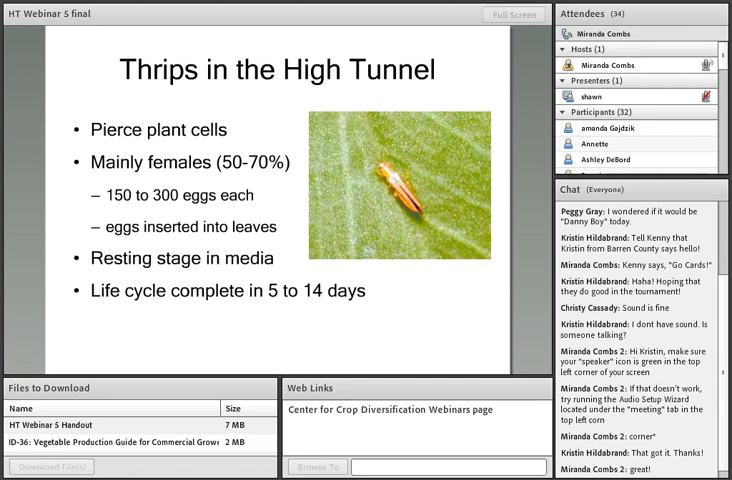 HT Webinar 5 final
Full Screen
Thrips in the High Tunnel
• Pierce plant cells
• Mainly females (50-70%)
– 150 to 300 eggs each
– eggs inserted into leaves
• Resting stage in media
• Life cycle complete in 5 to 14 days
Files to Download
Name Size
HT Webinar 5 Handout 7 MB
ID-36: Vegetable Production Guide for Commercial Growe 2 MB
Download File(s)
Web Links
Center for Crop Diversification Webinars page
Browse To
Attendees (34)
Miranda Combs
Hosts (1)
Miranda Combs
Presenters (1)
shawn
Participants (32)
amanda Gajdzik
Annette
Ashley DeBord
Chat (Everyone)
Peggy Gray: I wondered if it would be
"Danny Boy" today.
Kristin Hildabrand: Tell Kenny that
Kristin from Barren County says hello!
Miranda Combs: Kenny says, "Go Cards!"
Kristin Hildabrand: Haha! Hoping that
they do good in the tournament!
Christy Cassady: Sound is fine
Kristin Hildabrand: I dont have sound. Is
someone talking?
Miranda Combs 2: Hi Kristin, make sure
your "speaker" icon is green in the top
left corner of your screen
Miranda Combs 2: If that doesn't work,
try running the Audio Setup Wizard
located under the "meeting" tab in the
top left corn
Miranda Combs 2: corner*
Kristin Hildabrand: That got it. Thanks!
Miranda Combs 2: great!